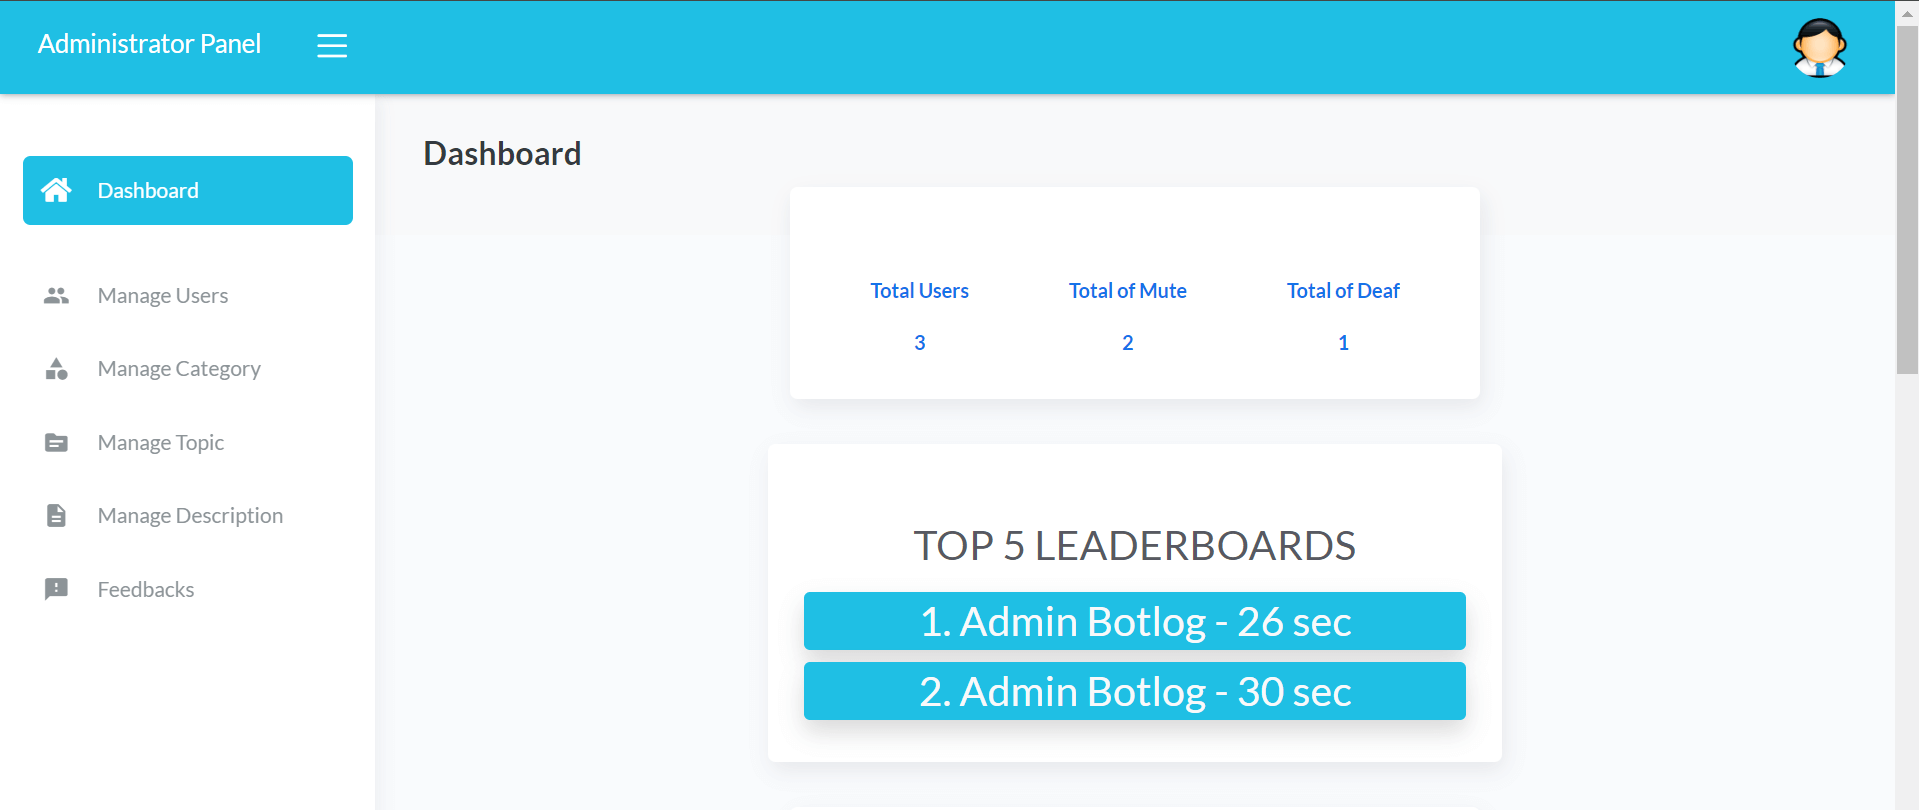 Administrator Panel
Dashboard
Manage Users
Manage Category
Manage Topic
Manage Description
Feedbacks
Dashboard
Total Users Total of Mute Total of Deaf
3 2 1
TOP 5 LEADERBOARDS
1. Admin Botlog - 26 sec
2. Admin Botlog - 30 sec